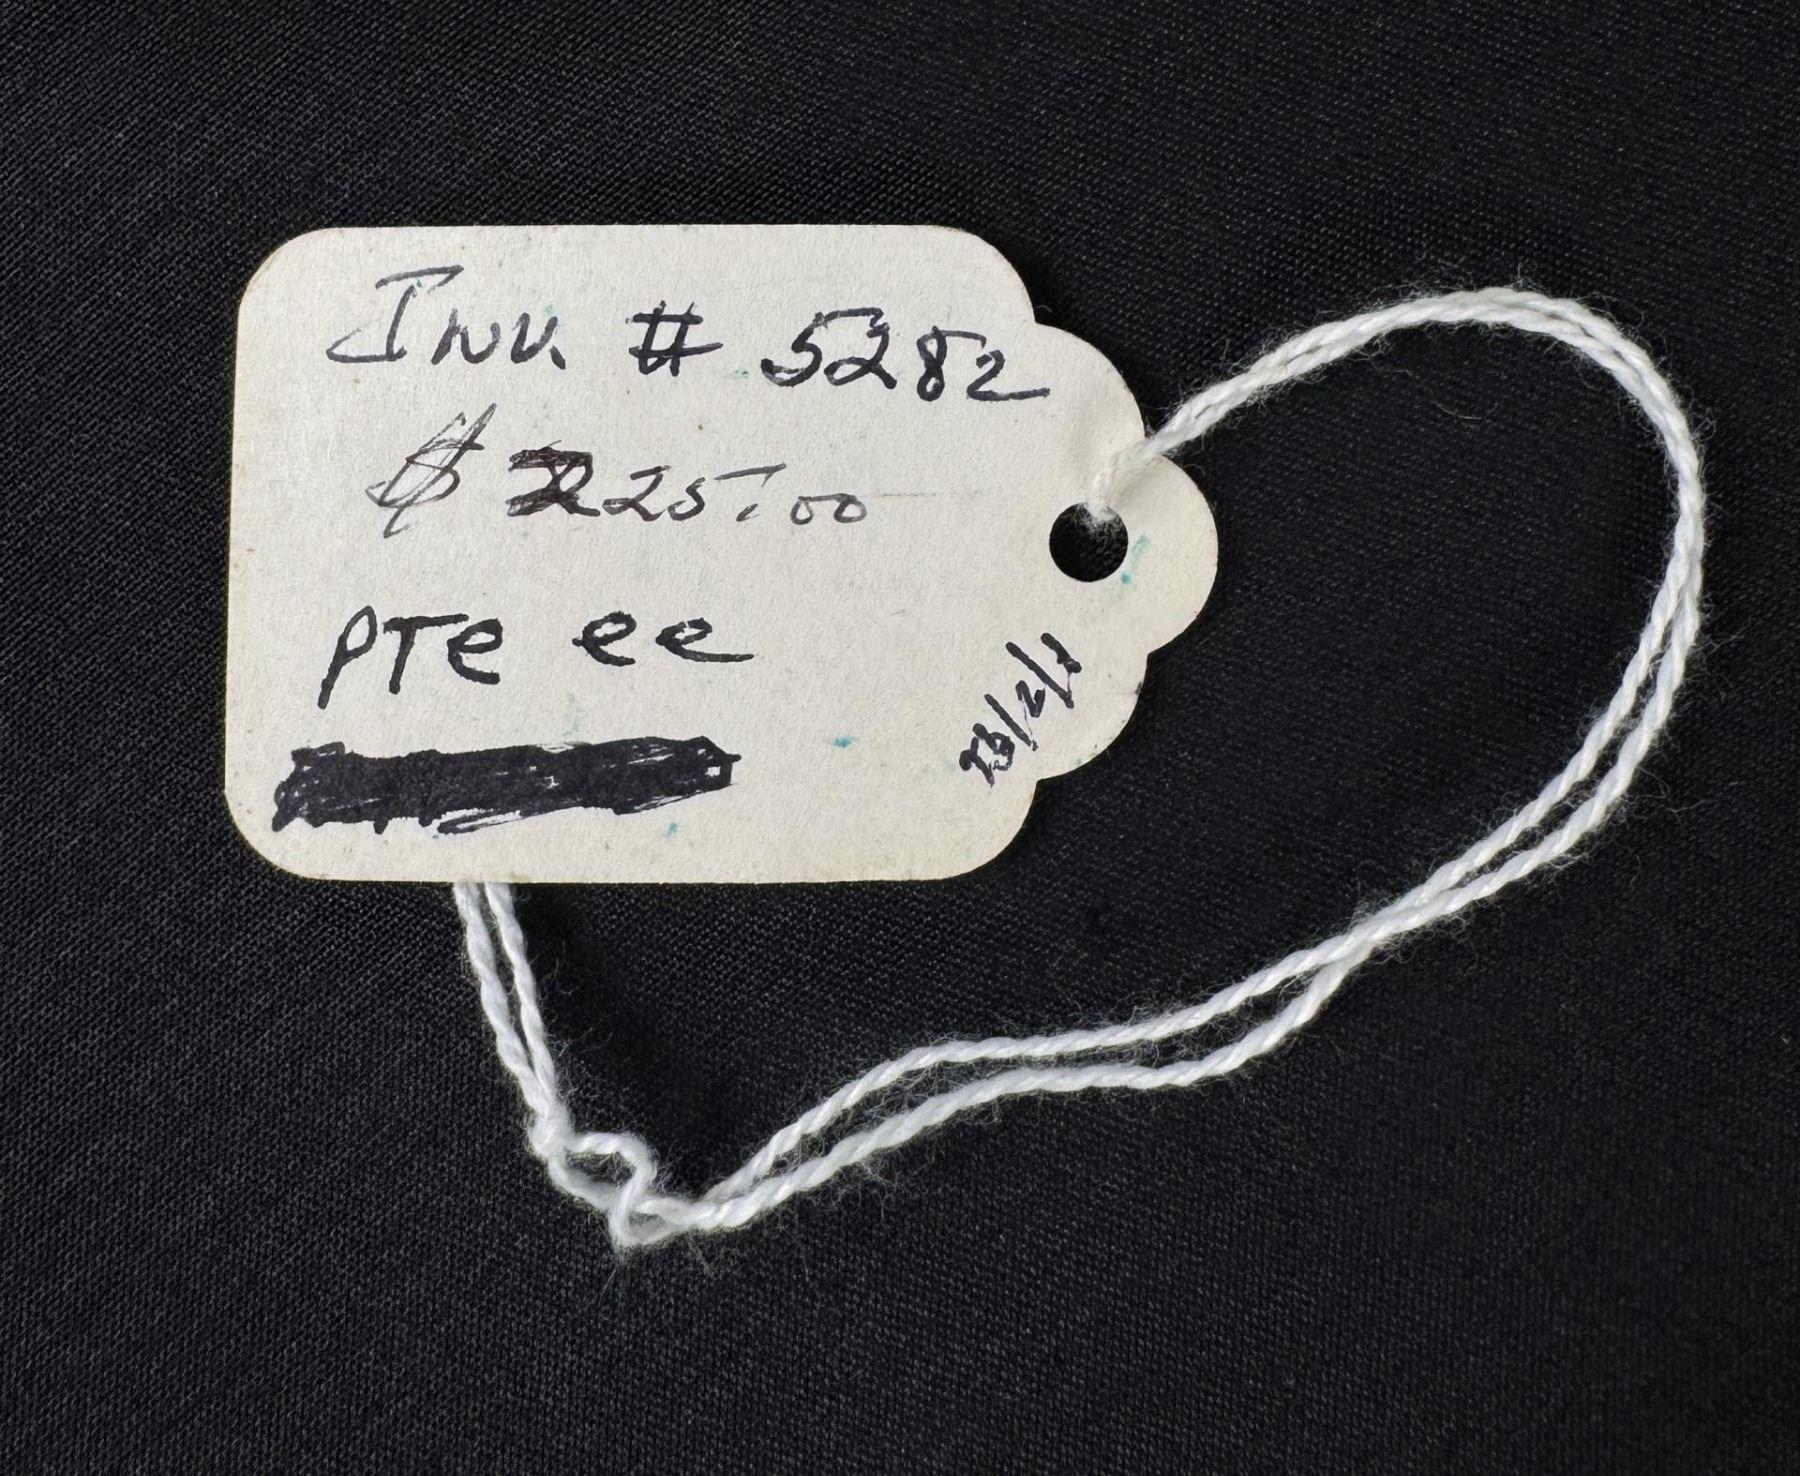 Inv. # 5282
$ 225.00
PTE ee